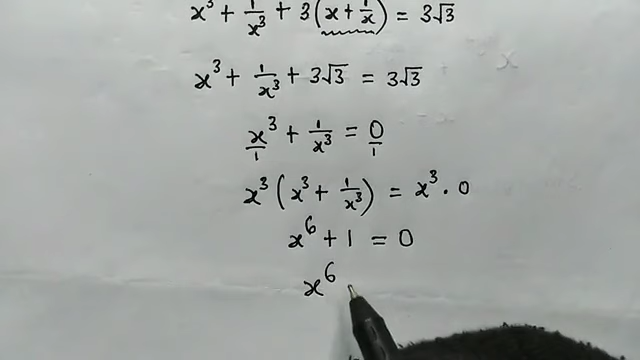 x³ + 1/x³ + 3(x + 1/x) = 3√3
x³ + 1/x³ + 3√3 = 3√3
x³/1 + 1/x³ = 0/1
x³(x³ + 1/x³) = x³ · 0
x⁶ + 1 = 0
x⁶